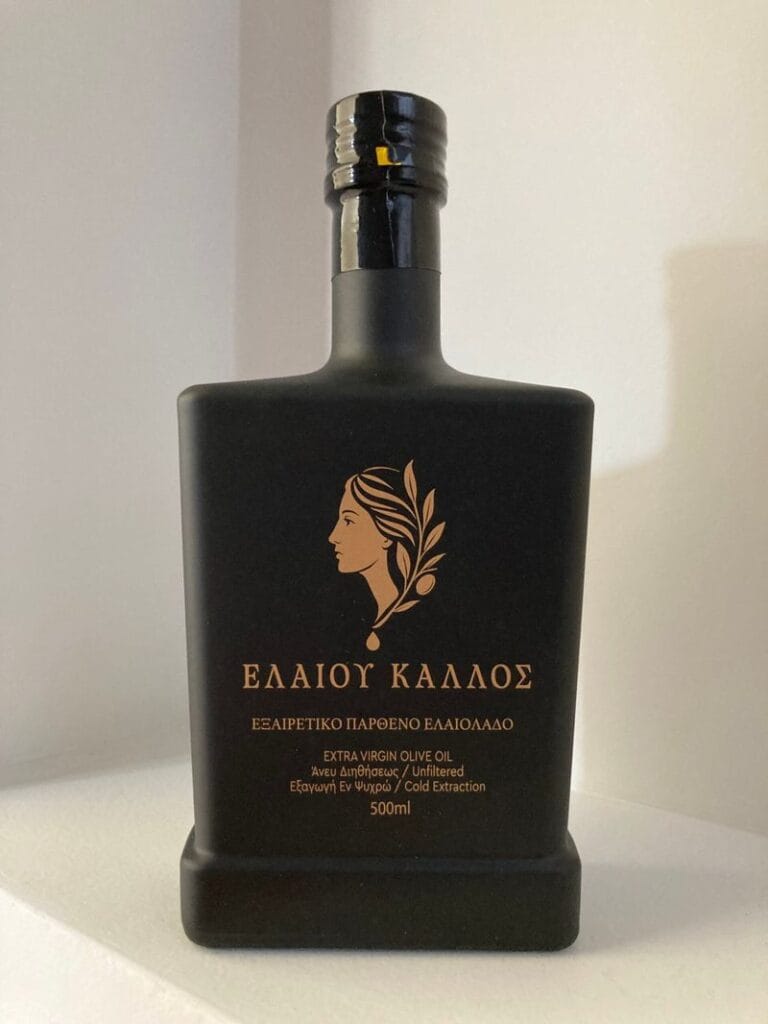 ΕΛΑΙΟΥ ΚΑΛΛΟΣ
ΕΞΑΙΡΕΤΙΚΟ ΠΑΡΘΕΝΟ ΕΛΑΙΟΛΑΔΟ
EXTRA VIRGIN OLIVE OIL
Άνευ Διηθήσεως / Unfiltered
Εξαγωγή Εν Ψυχρώ / Cold Extraction
500ml